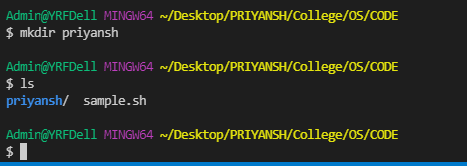 Admin@YRFDell MINGW64 ~/Desktop/PRIYANSH/College/OS/CODE
$ mkdir priyansh
Admin@YRFDell MINGW64 ~/Desktop/PRIYANSH/College/OS/CODE
$ ls
priyansh/  sample.sh
Admin@YRFDell MINGW64 ~/Desktop/PRIYANSH/College/OS/CODE
$